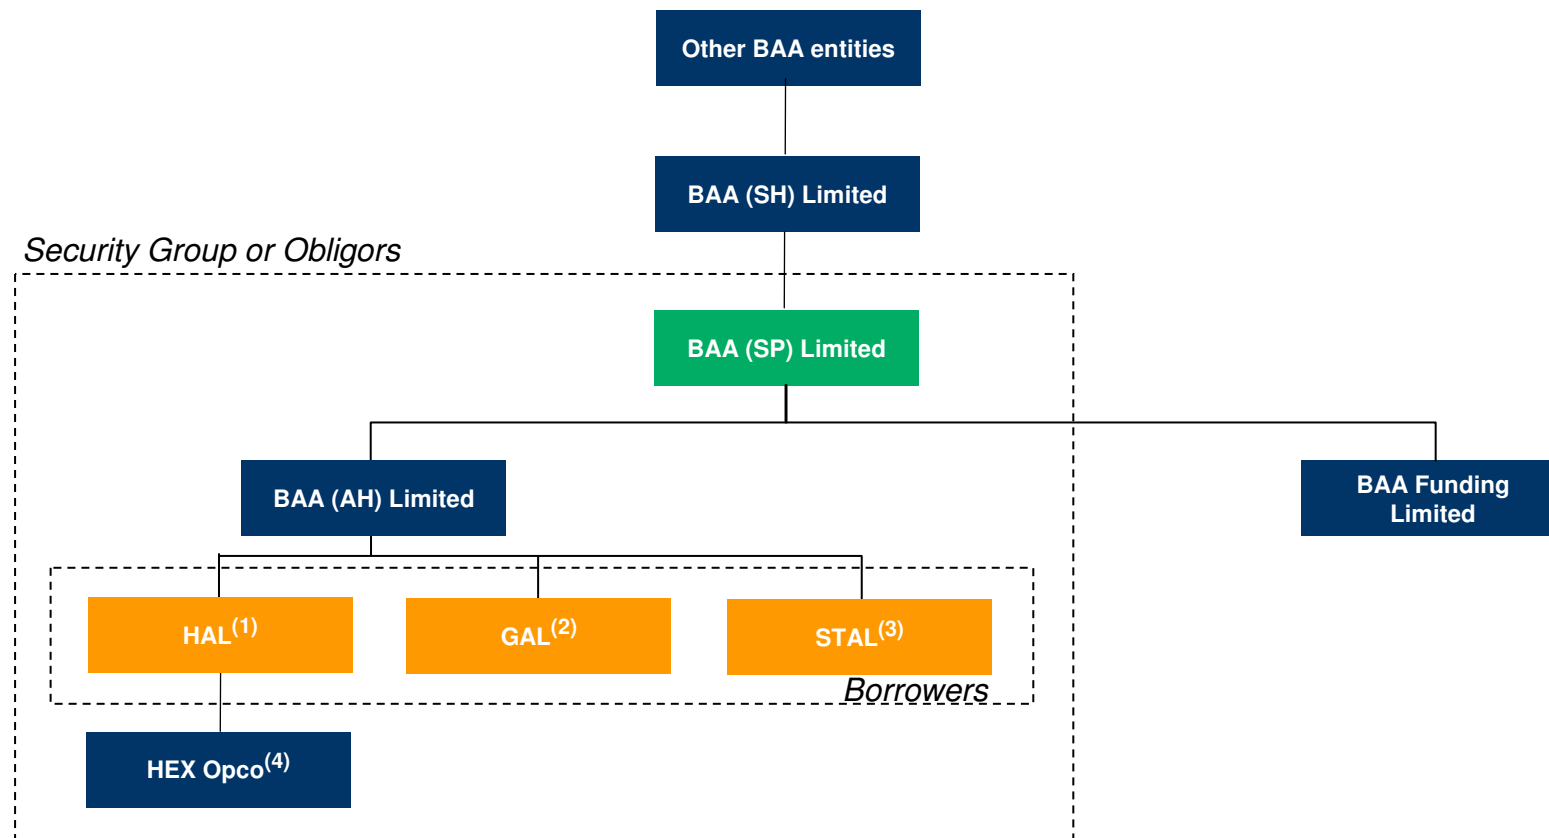 Other BAA entities
BAA (SH) Limited
Security Group or Obligors
BAA (SP) Limited
BAA (AH) Limited
BAA Funding
Limited
HAL(1)
GAL(2)
STAL(3)
Borrowers
HEX Opco(4)